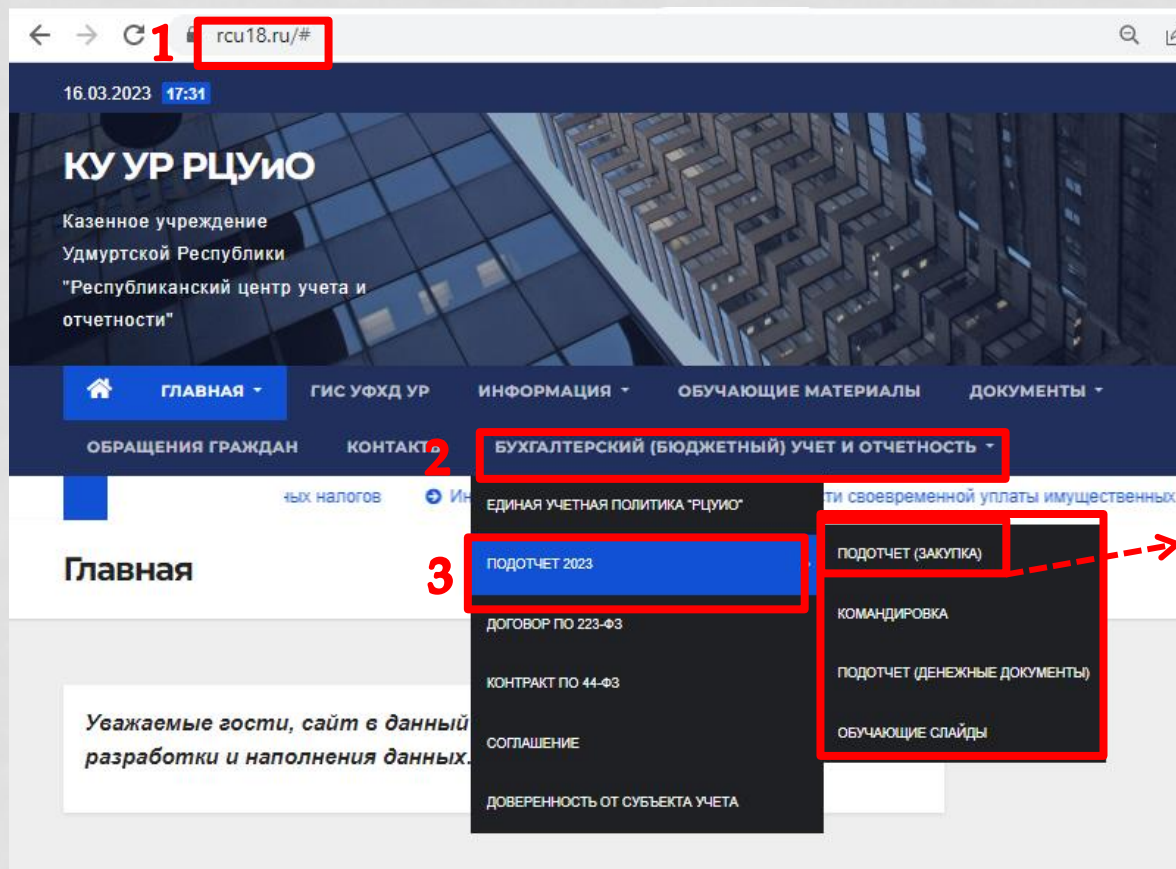 1
rcu18.ru/#
16.03.2023 17:31
КУ УР РЦУиО
Казенное учреждение
Удмуртской Республики
"Республиканский центр учета и
отчетности"
ГЛАВНАЯ ГИС УФХД УР ИНФОРМАЦИЯ ОБУЧАЮЩИЕ МАТЕРИАЛЫ ДОКУМЕНТЫ
ОБРАЩЕНИЯ ГРАЖДАН КОНТАКТЫ 2 БУХГАЛТЕРСКИЙ (БЮДЖЕТНЫЙ) УЧЕТ И ОТЧЕТНОСТЬ
ных налогов Ин ти своевременной уплаты имущественных
ЕДИНАЯ УЧЕТНАЯ ПОЛИТИКА "РЦУИО"
Главная
3
ПОДОТЧЕТ 2023
ДОГОВОР ПО 223-ФЗ
КОНТРАКТ ПО 44-ФЗ
СОГЛАШЕНИЕ
ДОВЕРЕННОСТЬ ОТ СУБЪЕКТА УЧЕТА
ПОДОТЧЕТ (ЗАКУПКА)
КОМАНДИРОВКА
ПОДОТЧЕТ (ДЕНЕЖНЫЕ ДОКУМЕНТЫ)
ОБУЧАЮЩИЕ СЛАЙДЫ
Уважаемые гости, сайт в данный
разработки и наполнения данных.